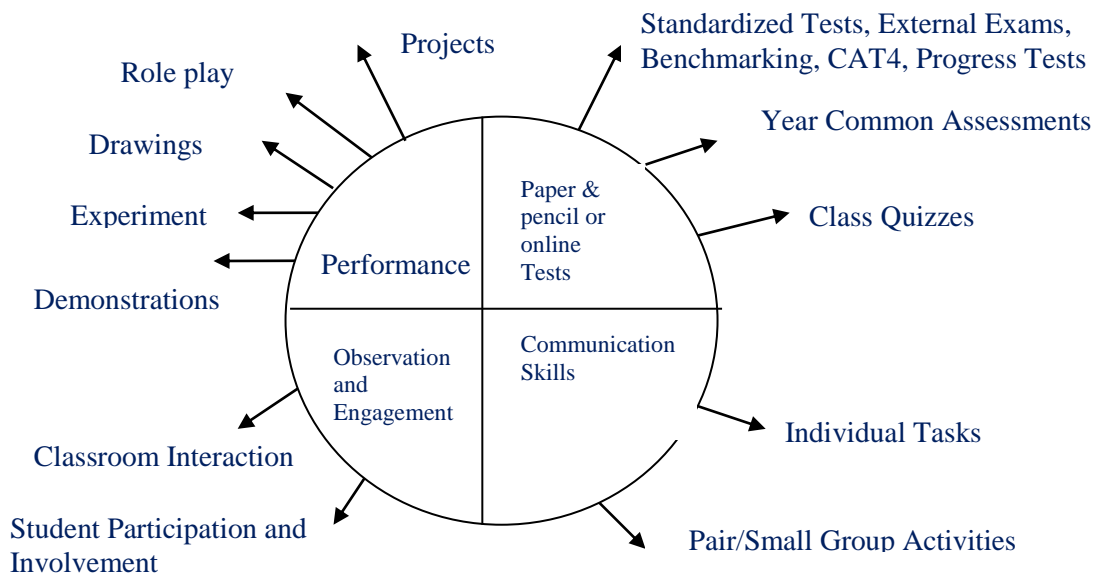 Projects
Standardized Tests, External Exams,
Benchmarking, CAT4, Progress Tests
Role play
Year Common Assessments
Drawings
Paper &
pencil or
online
Tests
Experiment
Class Quizzes
Performance
Demonstrations
Observation
and
Engagement
Communication
Skills
Individual Tasks
Classroom Interaction
Student Participation and
Involvement
Pair/Small Group Activities